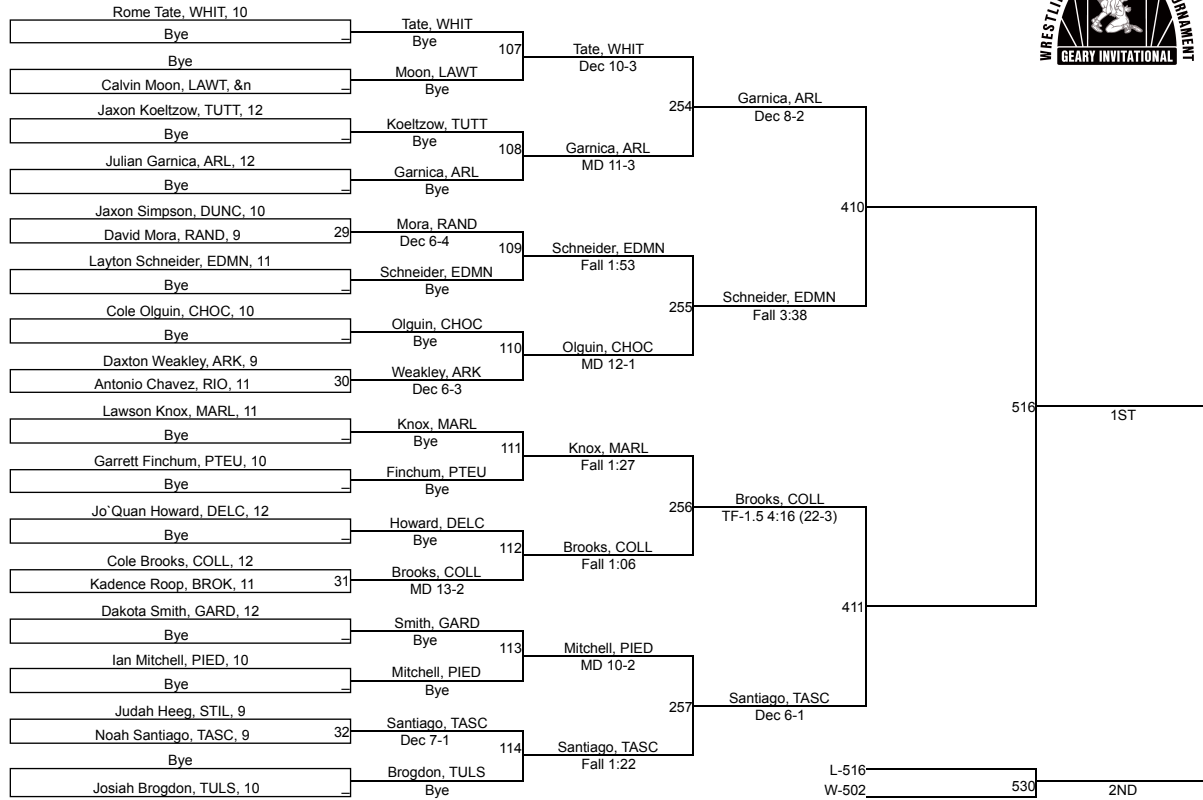 Rome Tate, WHIT, 10
Bye
_
Bye
Calvin Moon, LAWT, &n
_
Jaxon Koeltzow, TUTT, 12
Bye
_
Julian Garnica, ARL, 12
Bye
_
Jaxon Simpson, DUNC, 10
David Mora, RAND, 9
29
Layton Schneider, EDMN, 11
Bye
_
Cole Olguin, CHOC, 10
Bye
_
Daxton Weakley, ARK, 9
Antonio Chavez, RIO, 11
30
Lawson Knox, MARL, 11
Bye
_
Garrett Finchum, PTEU, 10
Bye
_
Jo`Quan Howard, DELC, 12
Bye
_
Cole Brooks, COLL, 12
Kadence Roop, BROK, 11
31
Dakota Smith, GARD, 12
Bye
_
Ian Mitchell, PIED, 10
Bye
_
Judah Heeg, STIL, 9
Noah Santiago, TASC, 9
32
Bye
Josiah Brogdon, TULS, 10
_
Tate, WHIT
Bye
107
Moon, LAWT
Bye
Koeltzow, TUTT
Bye
108
Garnica, ARL
Bye
Mora, RAND
Dec 6-4
109
Schneider, EDMN
Bye
Olguin, CHOC
Bye
110
Weakley, ARK
Dec 6-3
Knox, MARL
Bye
111
Finchum, PTEU
Bye
Howard, DELC
Bye
112
Brooks, COLL
MD 13-2
Smith, GARD
Bye
113
Mitchell, PIED
Bye
Santiago, TASC
Dec 7-1
114
Brogdon, TULS
Bye
Tate, WHIT
Dec 10-3
254
Garnica, ARL
MD 11-3
Schneider, EDMN
Fall 1:53
255
Olguin, CHOC
MD 12-1
Knox, MARL
Fall 1:27
256
Brooks, COLL
Fall 1:06
Mitchell, PIED
MD 10-2
257
Santiago, TASC
Fall 1:22
Garnica, ARL
Dec 8-2
410
Schneider, EDMN
Fall 3:38
Brooks, COLL
TF-1.5 4:16 (22-3)
411
Santiago, TASC
Dec 6-1
516
1ST
L-516
W-502
530
2ND
GEARY INVITATIONAL